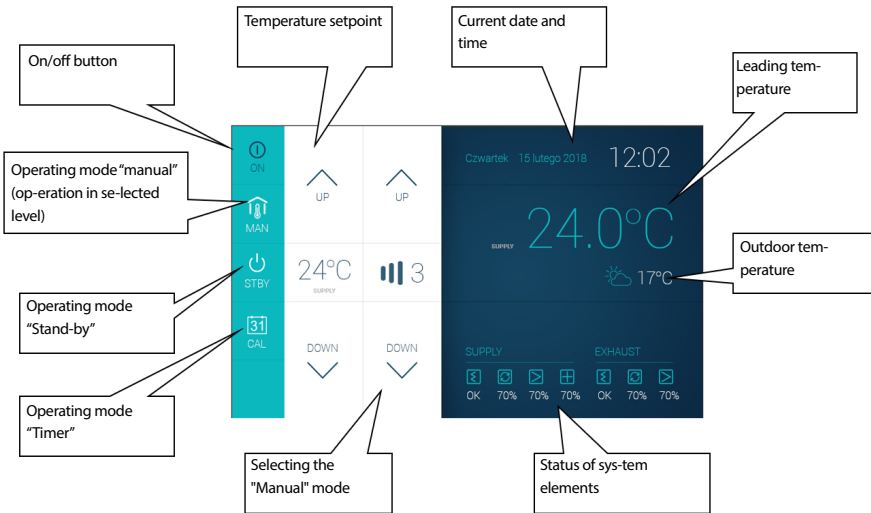 Temperature setpoint
Current date and
time
On/off button
Leading tem-
perature
Operating mode “manual”
(op-eration in se-lected
level)
Outdoor tem-
perature
Operating mode
“Stand-by”
Operating mode
“Timer”
Selecting the
"Manual" mode
Status of sys-tem
elements
ON
MAN
STBY
31
CAL
UP
24°C
SUPPLY
DOWN
UP
3
DOWN
Czwartek 15 lutego 2018 12:02
SUPPLY 24.0°C
17°C
SUPPLY EXHAUST
OK 70% 70% 70% OK 70% 70%